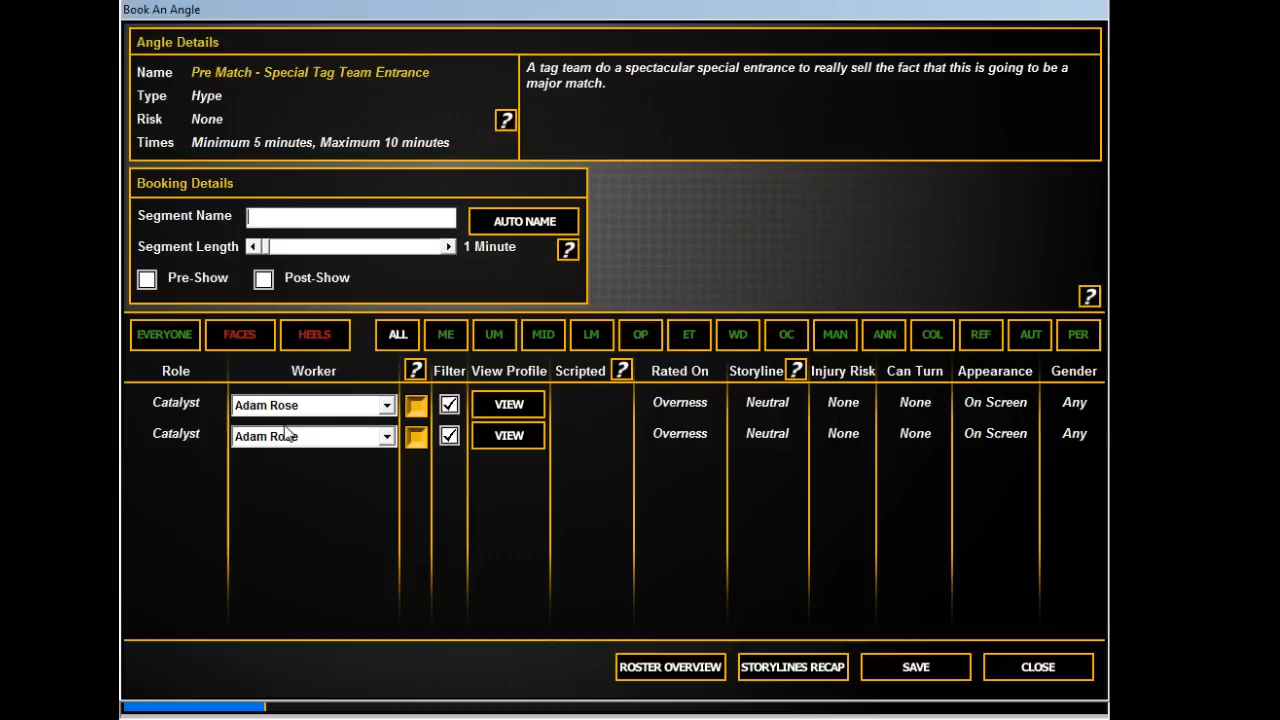 Book An Angle
Angle Details
Name Pre Match - Special Tag Team Entrance
Type Hype
Risk None
?
Times Minimum 5 minutes, Maximum 10 minutes
A tag team do a spectacular special entrance to really sell the fact that this is going to be a
major match.
Booking Details
Segment Name AUTO NAME
Segment Length 1 Minute ?
Pre-Show Post-Show
?
EVERYONE FACES HEELS ALL ME UM MID LM OP ET WD OC MAN ANN COL REF AUT PER
Role Worker ? Filter View Profile Scripted ? Rated On Storyline ? Injury Risk Can Turn Appearance Gender
Catalyst Adam Rose VIEW Overness Neutral None None On Screen Any
Catalyst Adam Rose VIEW Overness Neutral None None On Screen Any
ROSTER OVERVIEW STORYLINES RECAP SAVE CLOSE